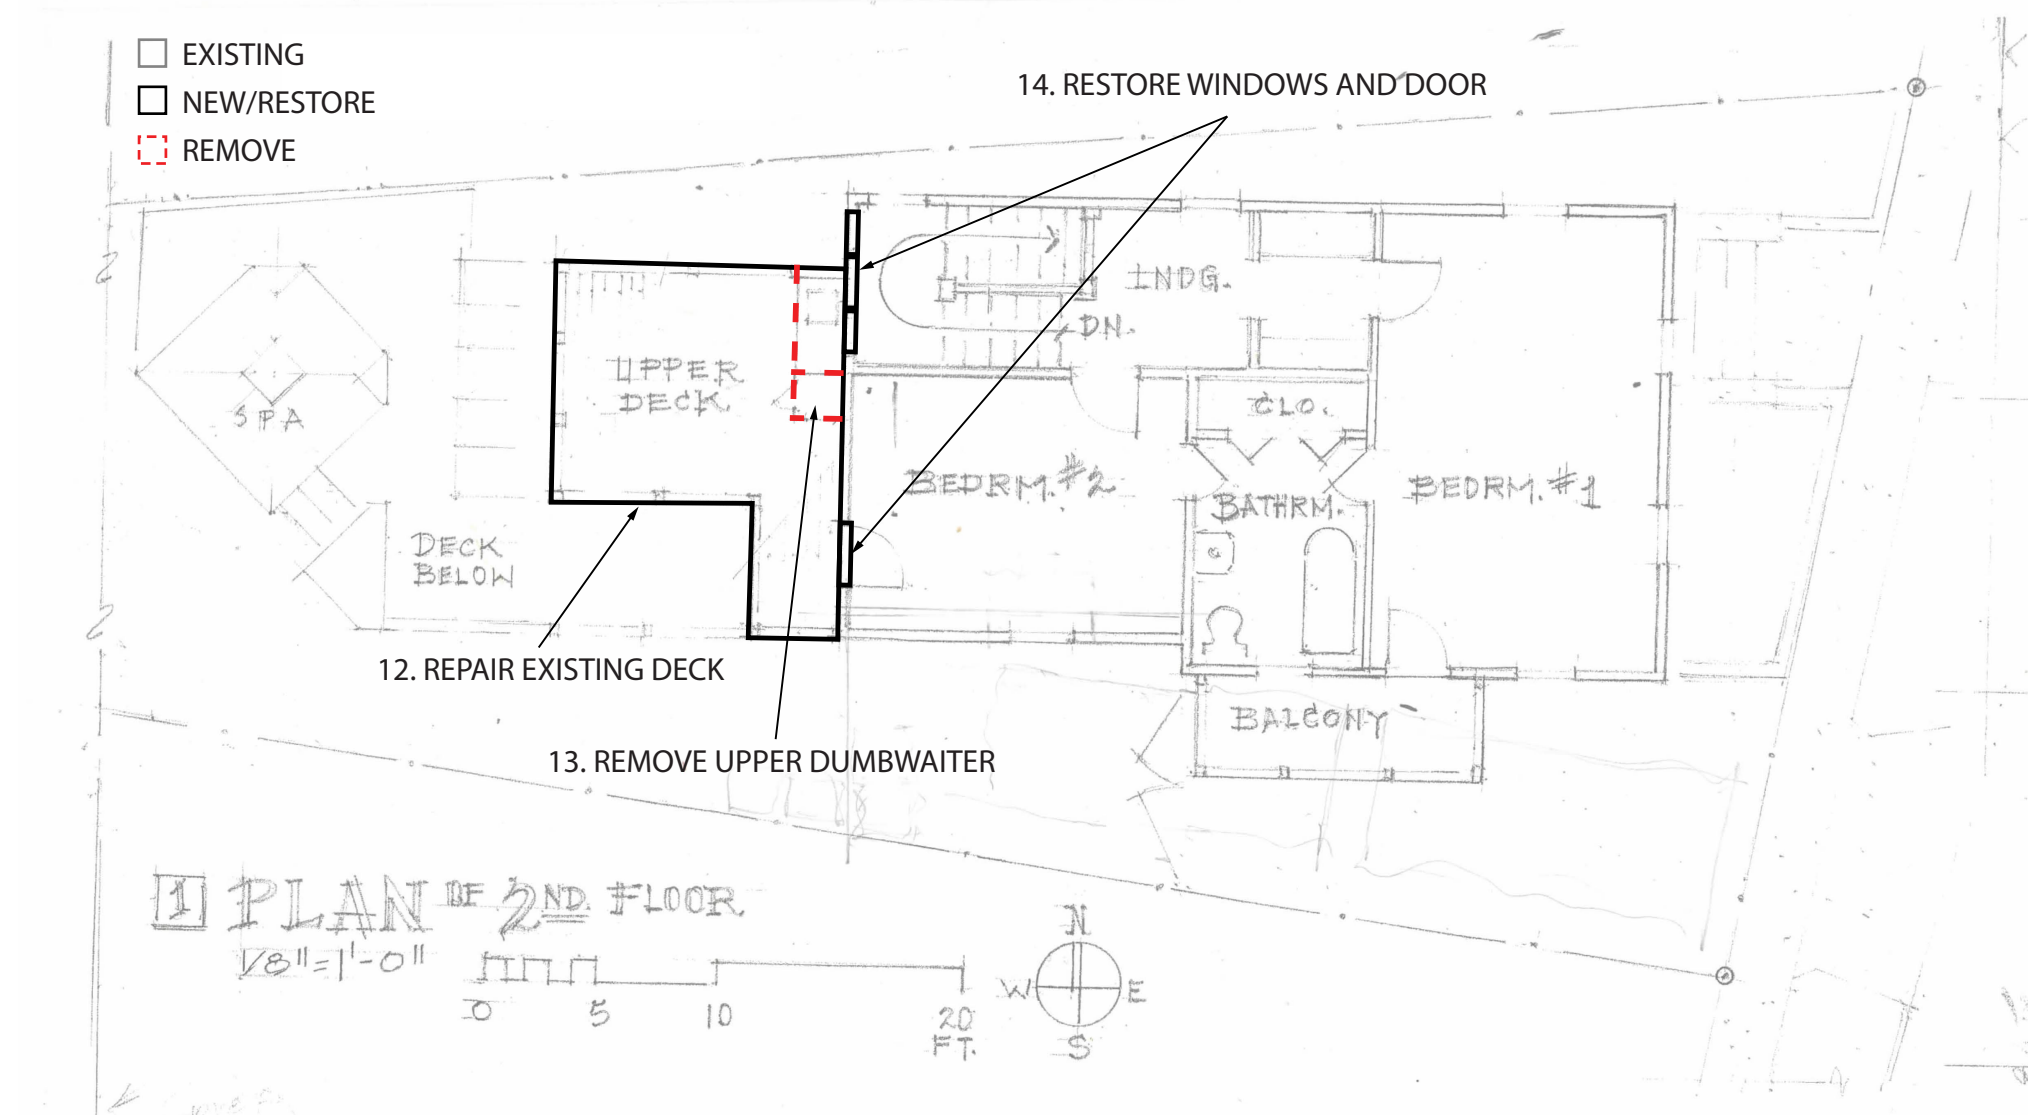 EXISTING
NEW/RESTORE
REMOVE
14. RESTORE WINDOWS AND DOOR
LNDG.
DN.
UPPER
DECK
SPA
CLO.
BEDRM. #2
BATHRM.
BEDRM. #1
DECK
BELOW
12. REPAIR EXISTING DECK
BALCONY
13. REMOVE UPPER DUMBWAITER
1 PLAN OF 2ND. FLOOR
1/8" = 1'-0"
0 5 10 20
FT.
N
W E
S